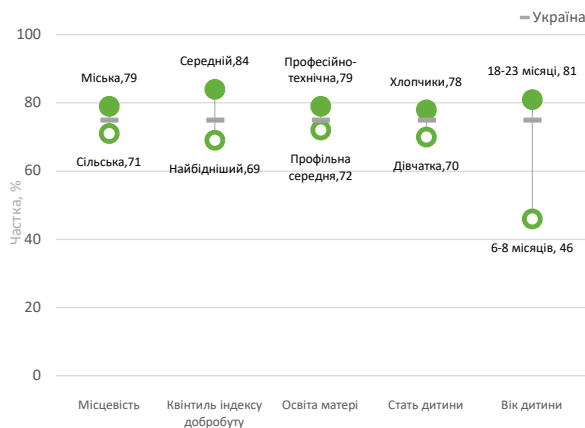 Україна
Частка, %
100
80
60
40
20
0
Міська,79
Сільська,71
Середній,84
Найбідніший,69
Професійно-
технічна,79
Профільна
середня,72
Хлопчики,78
Дівчатка,70
18-23 місяці, 81
6-8 місяців, 46
Місцевість
Квінтиль індексу
добробуту
Освіта матері
Стать дитини
Вік дитини